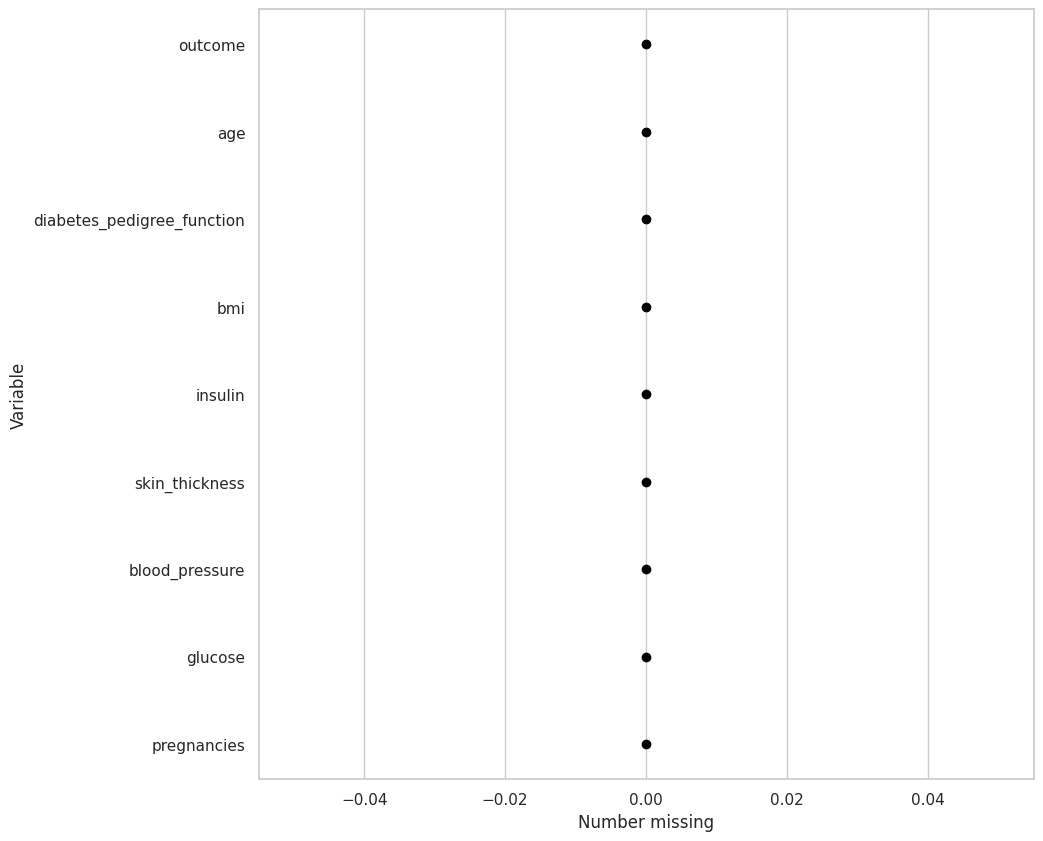 outcome
age
diabetes_pedigree_function
bmi
insulin
skin_thickness
blood_pressure
glucose
pregnancies
Variable
−0.04 −0.02 0.00 0.02 0.04
Number missing